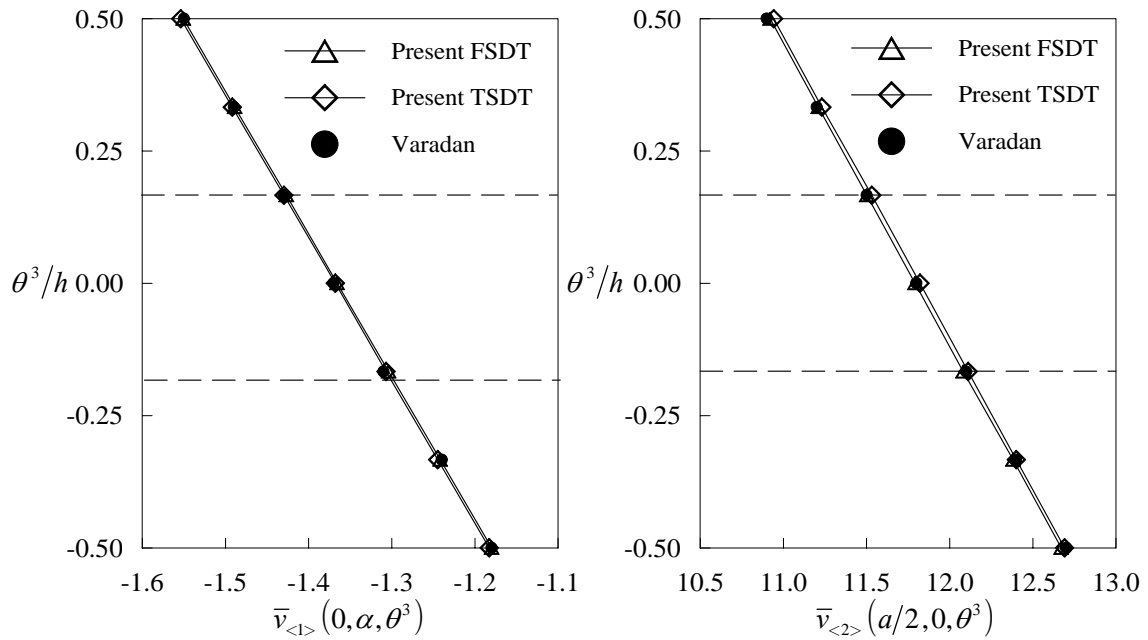 0.50
0.25
θ³/h 0.00
-0.25
-0.50
-1.6 -1.5 -1.4 -1.3 -1.2 -1.1
v̅<1>(0,α,θ³)
Present FSDT
Present TSDT
Varadan
0.50
0.25
θ³/h 0.00
-0.25
-0.50
10.5 11.0 11.5 12.0 12.5 13.0
v̅<2>(a/2,0,θ³)
Present FSDT
Present TSDT
Varadan